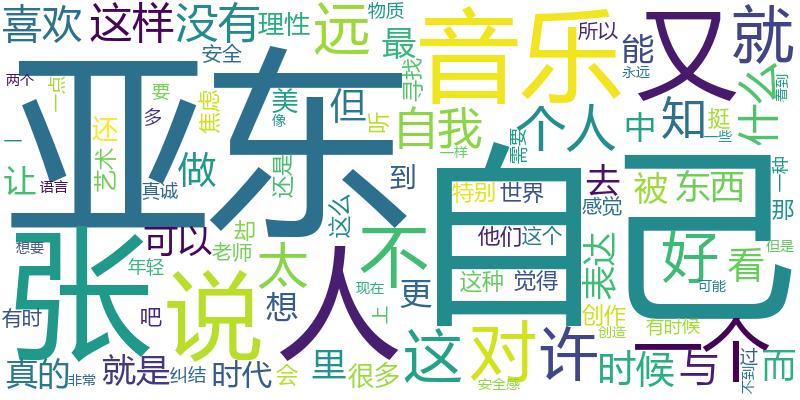 喜欢
这样
没有
理性
物质
远
最
音乐
所以
又
就
安全
能
永远
两个
一点
要
焦虑
美
但
寻找
看到
亚东
多
像
听
自我
个人
中
知
挺
什么
一些
一
还
艺术
做
还是
到
需要
一样
让
语言
真诚
特别
世界
去
被
东西
那
一种
自己
感觉
想要
张
可以
却
这么
不
他们
这个
表达
好
看
但是
老师
年轻
说
太
人
现在
更
这种
觉得
可能
有时
吧
想
上
创作
有时候
一个
创造
真的
非常
就是
纠结
时代
会
里
很多
这
对
安全感
许
时候
与
不到过
而